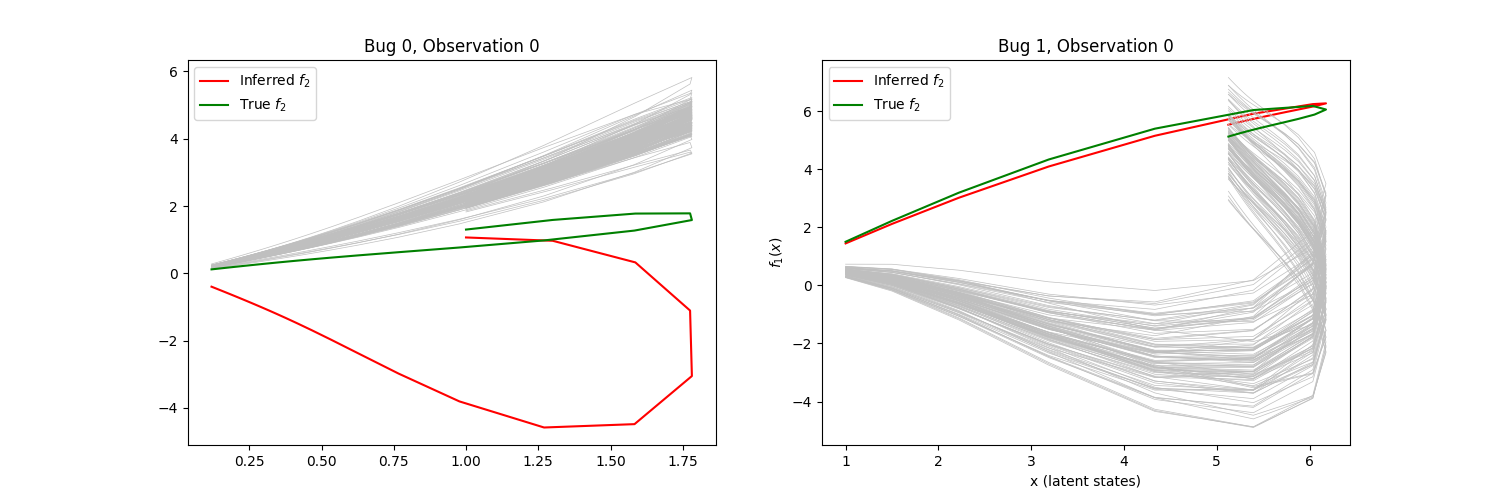 Bug 0, Observation 0
Inferred f₂
True f₂
6
4
2
0
−2
−4
0.25 0.50 0.75 1.00 1.25 1.50 1.75
Bug 1, Observation 0
Inferred f₂
True f₂
6
4
2
0
−2
−4
f₁(x)
1 2 3 4 5 6
x (latent states)